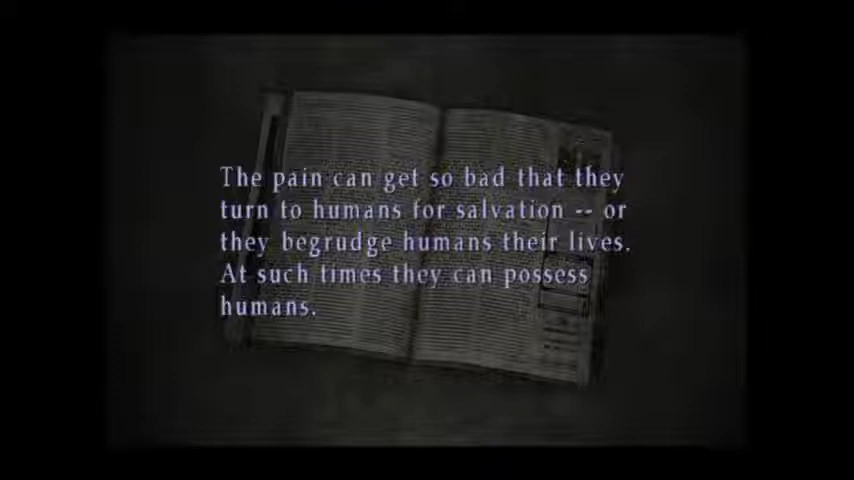 The pain can get so bad that they
turn to humans for salvation -- or
they begrudge humans their lives.
At such times they can possess
humans.